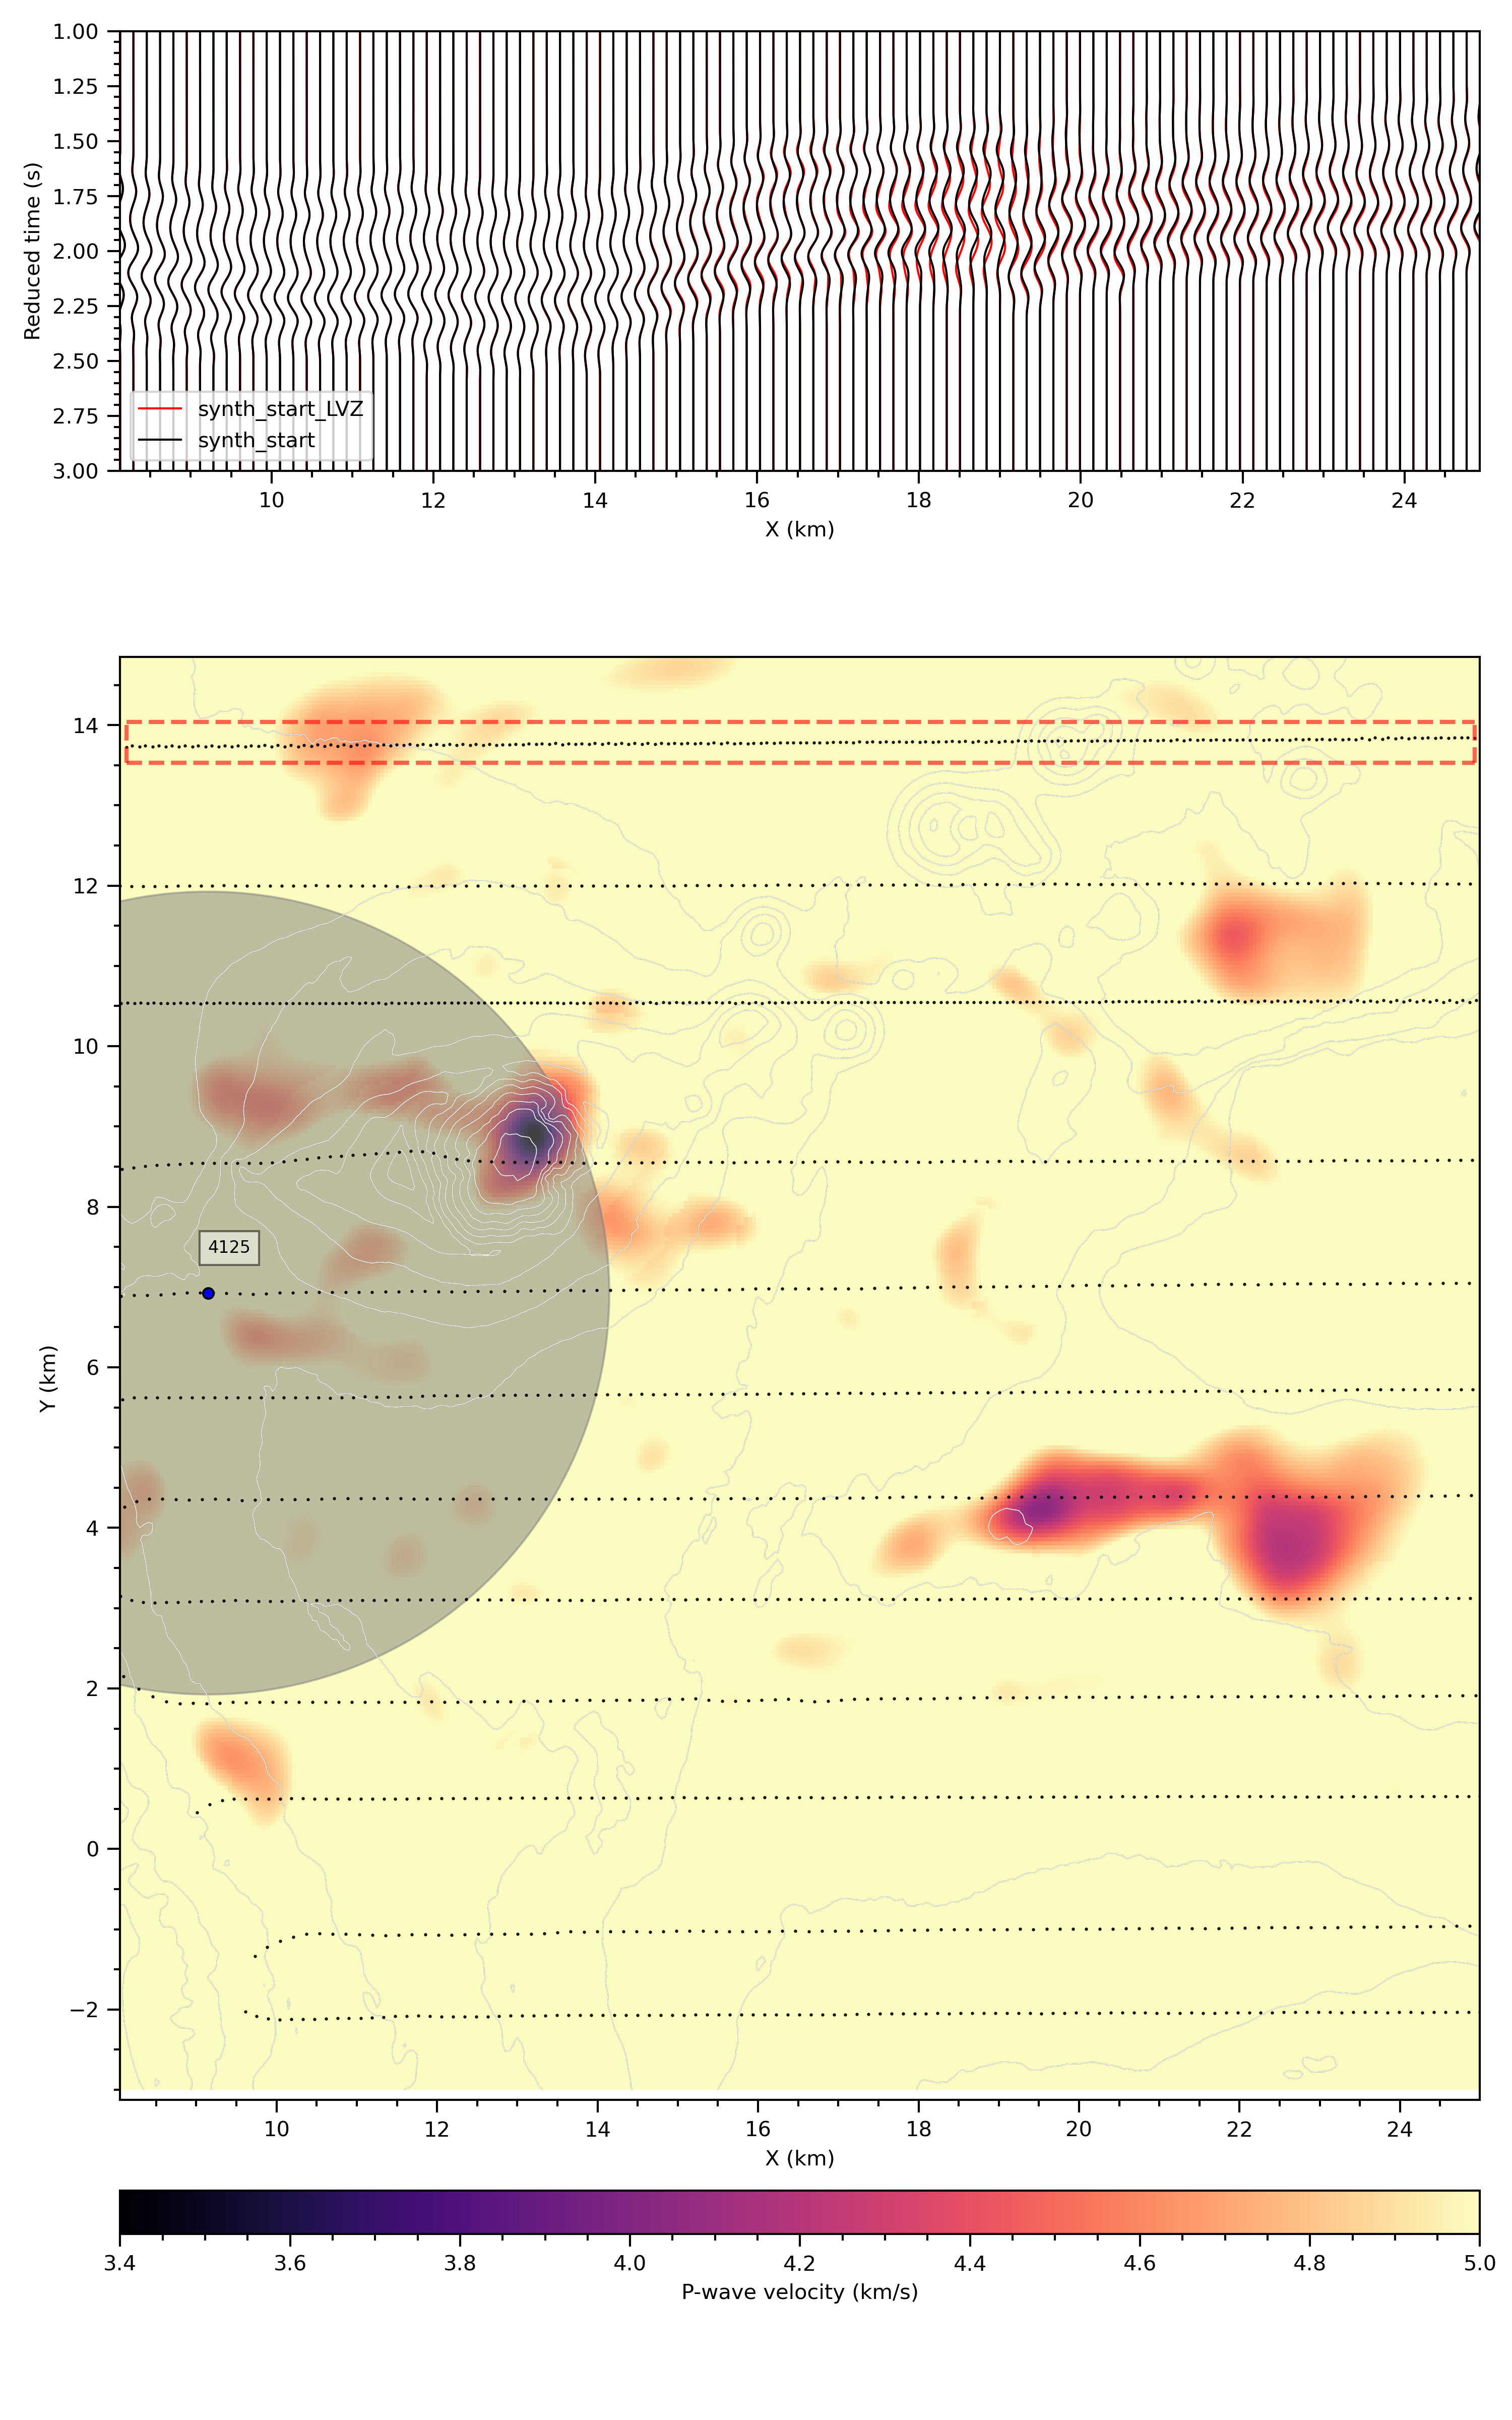 1.00
1.25
1.50
1.75
2.00
2.25
2.50
2.75
3.00
Reduced time (s)
synth_start_LVZ
synth_start
10 12 14 16 18 20 22 24
X (km)
14
12
10
8
6
4
2
0
−2
Y (km)
4125
10 12 14 16 18 20 22 24
X (km)
3.4 3.6 3.8 4.0 4.2 4.4 4.6 4.8 5.0
P-wave velocity (km/s)